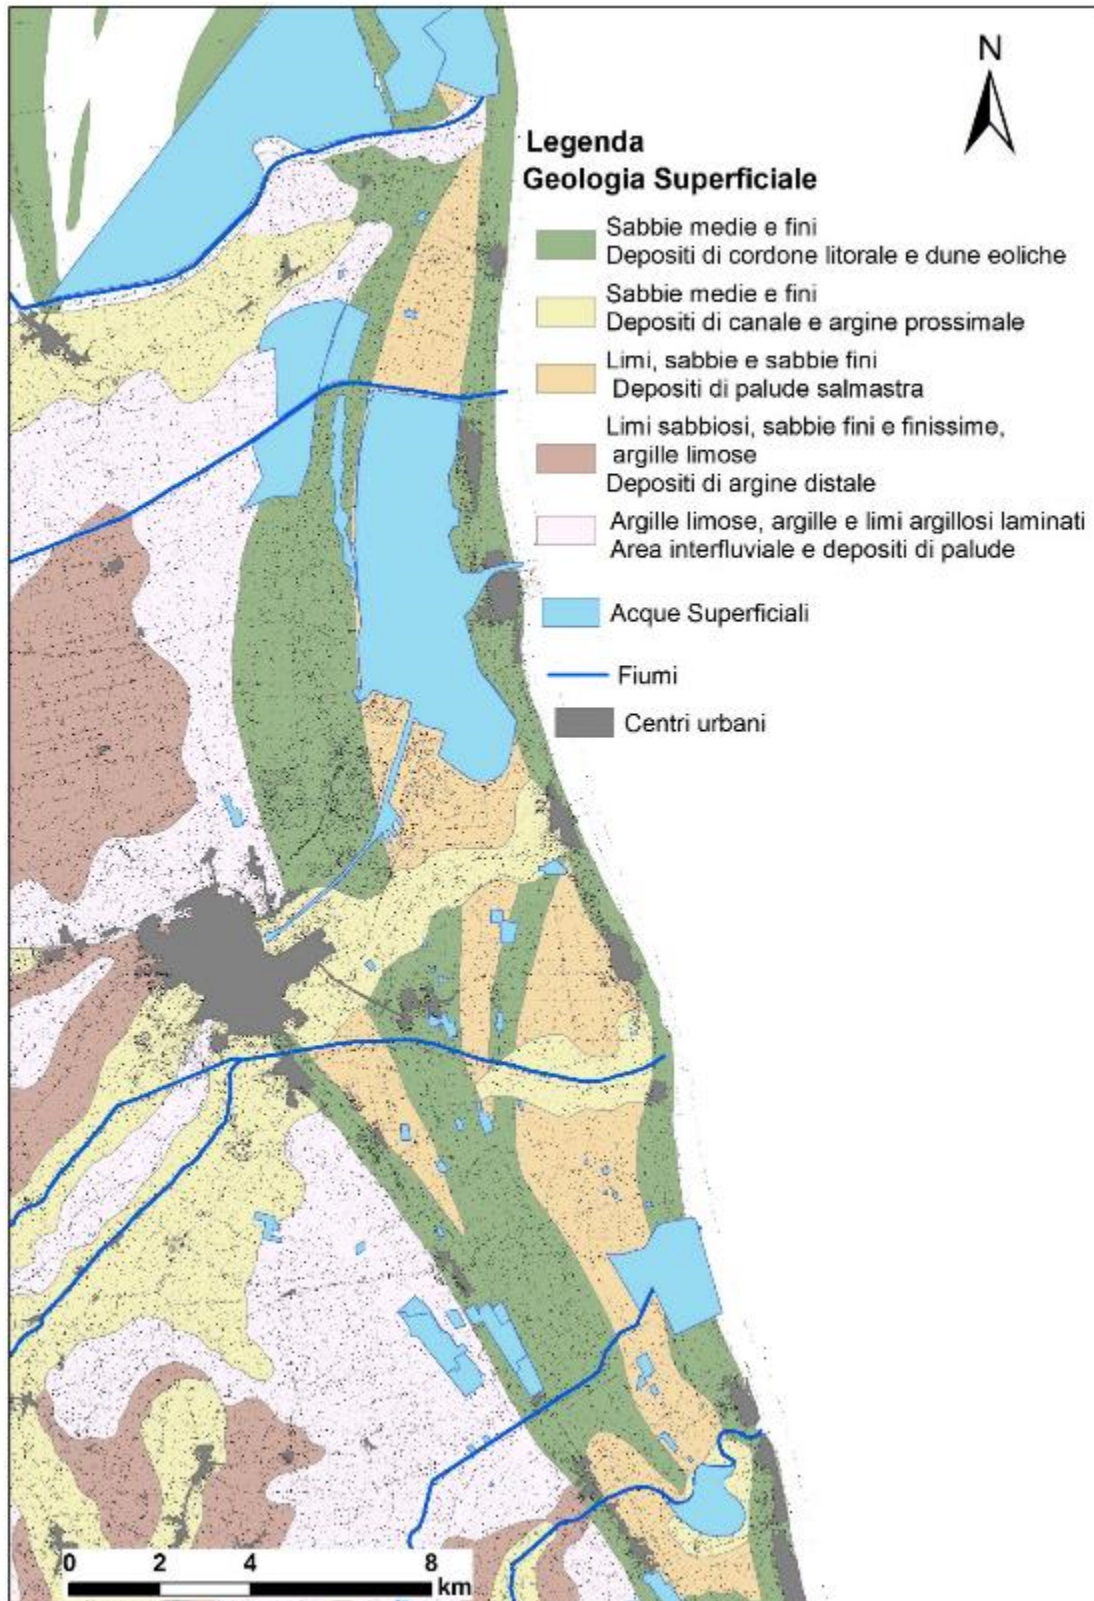 N
Legenda
Geologia Superficiale
Sabbie medie e fini
Depositi di cordone litorale e dune eoliche
Sabbie medie e fini
Depositi di canale e argine prossimale
Limi, sabbie e sabbie fini
Depositi di palude salmastra
Limi sabbiosi, sabbie fini e finissime,
argille limose
Depositi di argine distale
Argille limose, argille e limi argillosi laminati
Area interfluviale e depositi di palude
Acque Superficiali
Fiumi
Centri urbani
0 2 4 8
km